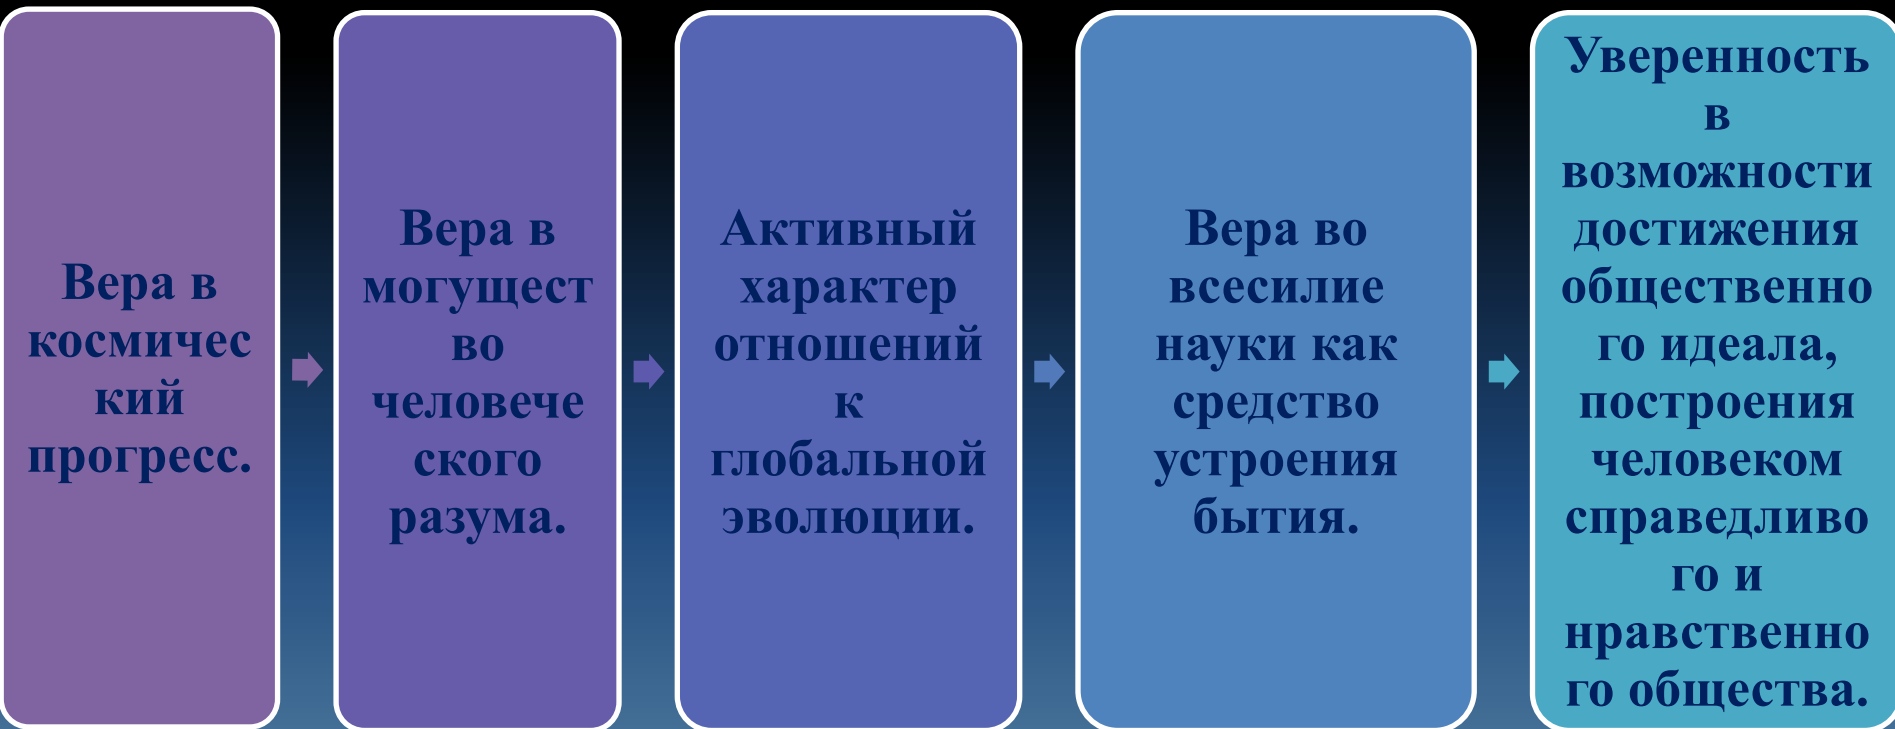 Вера в
космичес
кий
прогресс.
Вера в
могущест
во
человече
ского
разума.
Активный
характер
отношений
к
глобальной
эволюции.
Вера во
всесилие
науки как
средство
устроения
бытия.
Уверенность
в
возможности
достижения
общественно
го идеала,
построения
человеком
справедливо
го и
нравственно
го общества.